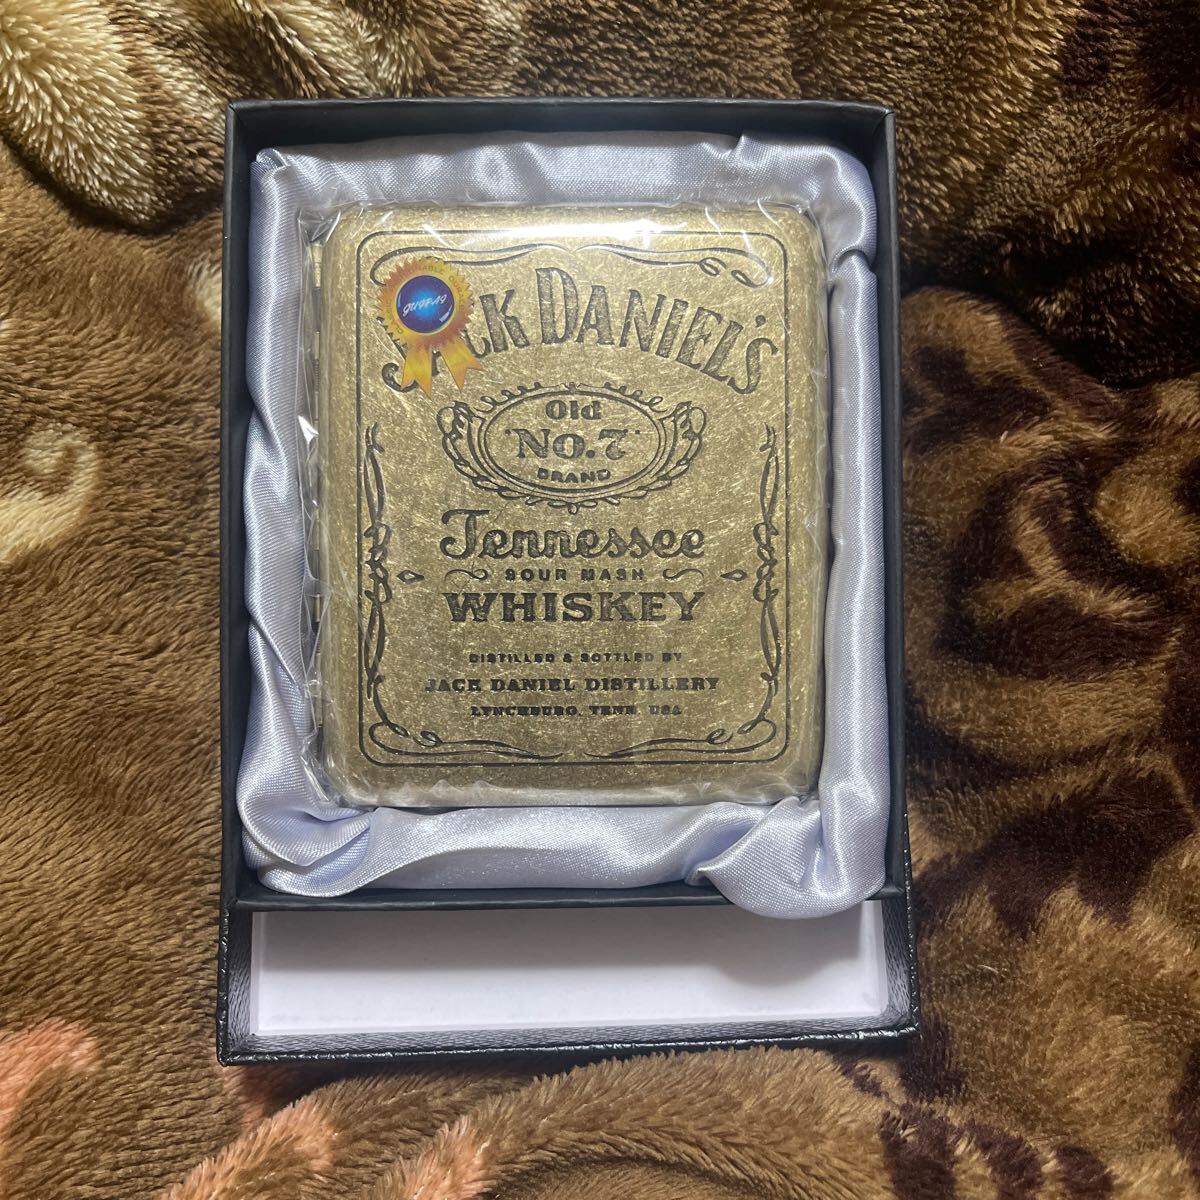 JACK DANIEL'S
GUIPAI
Old
"NO.7"
BRAND
Tennessee
SOUR MASH
WHISKEY
DISTILLED & BOTTLED BY
JACK DANIEL DISTILLERY
LYNCHBURG, TENN. USA